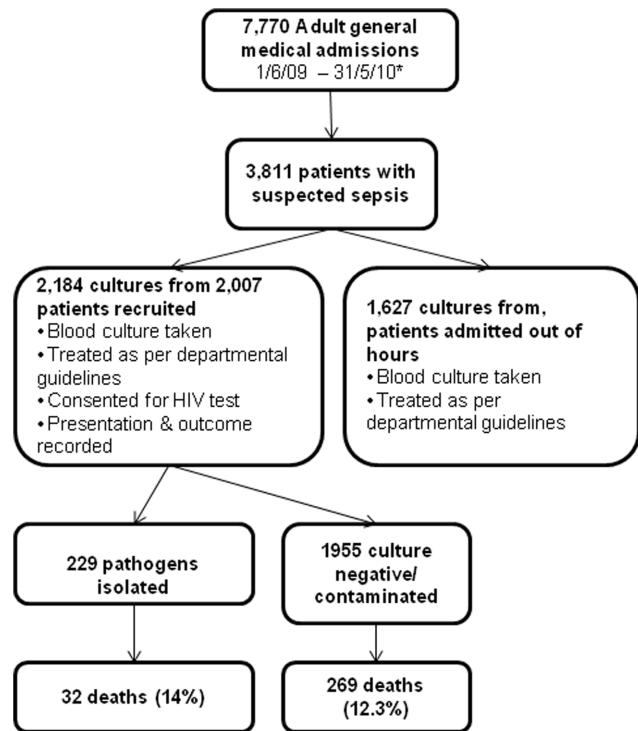 7,770 Adult general
medical admissions
1/6/09 – 31/5/10*
3,811 patients with
suspected sepsis
2,184 cultures from 2,007
patients recruited
• Blood culture taken
• Treated as per departmental
guidelines
• Consented for HIV test
• Presentation & outcome
recorded
1,627 cultures from,
patients admitted out of
hours
• Blood culture taken
• Treated as per
departmental guidelines
229 pathogens
isolated
1955 culture
negative/
contaminated
32 deaths (14%)
269 deaths
(12.3%)